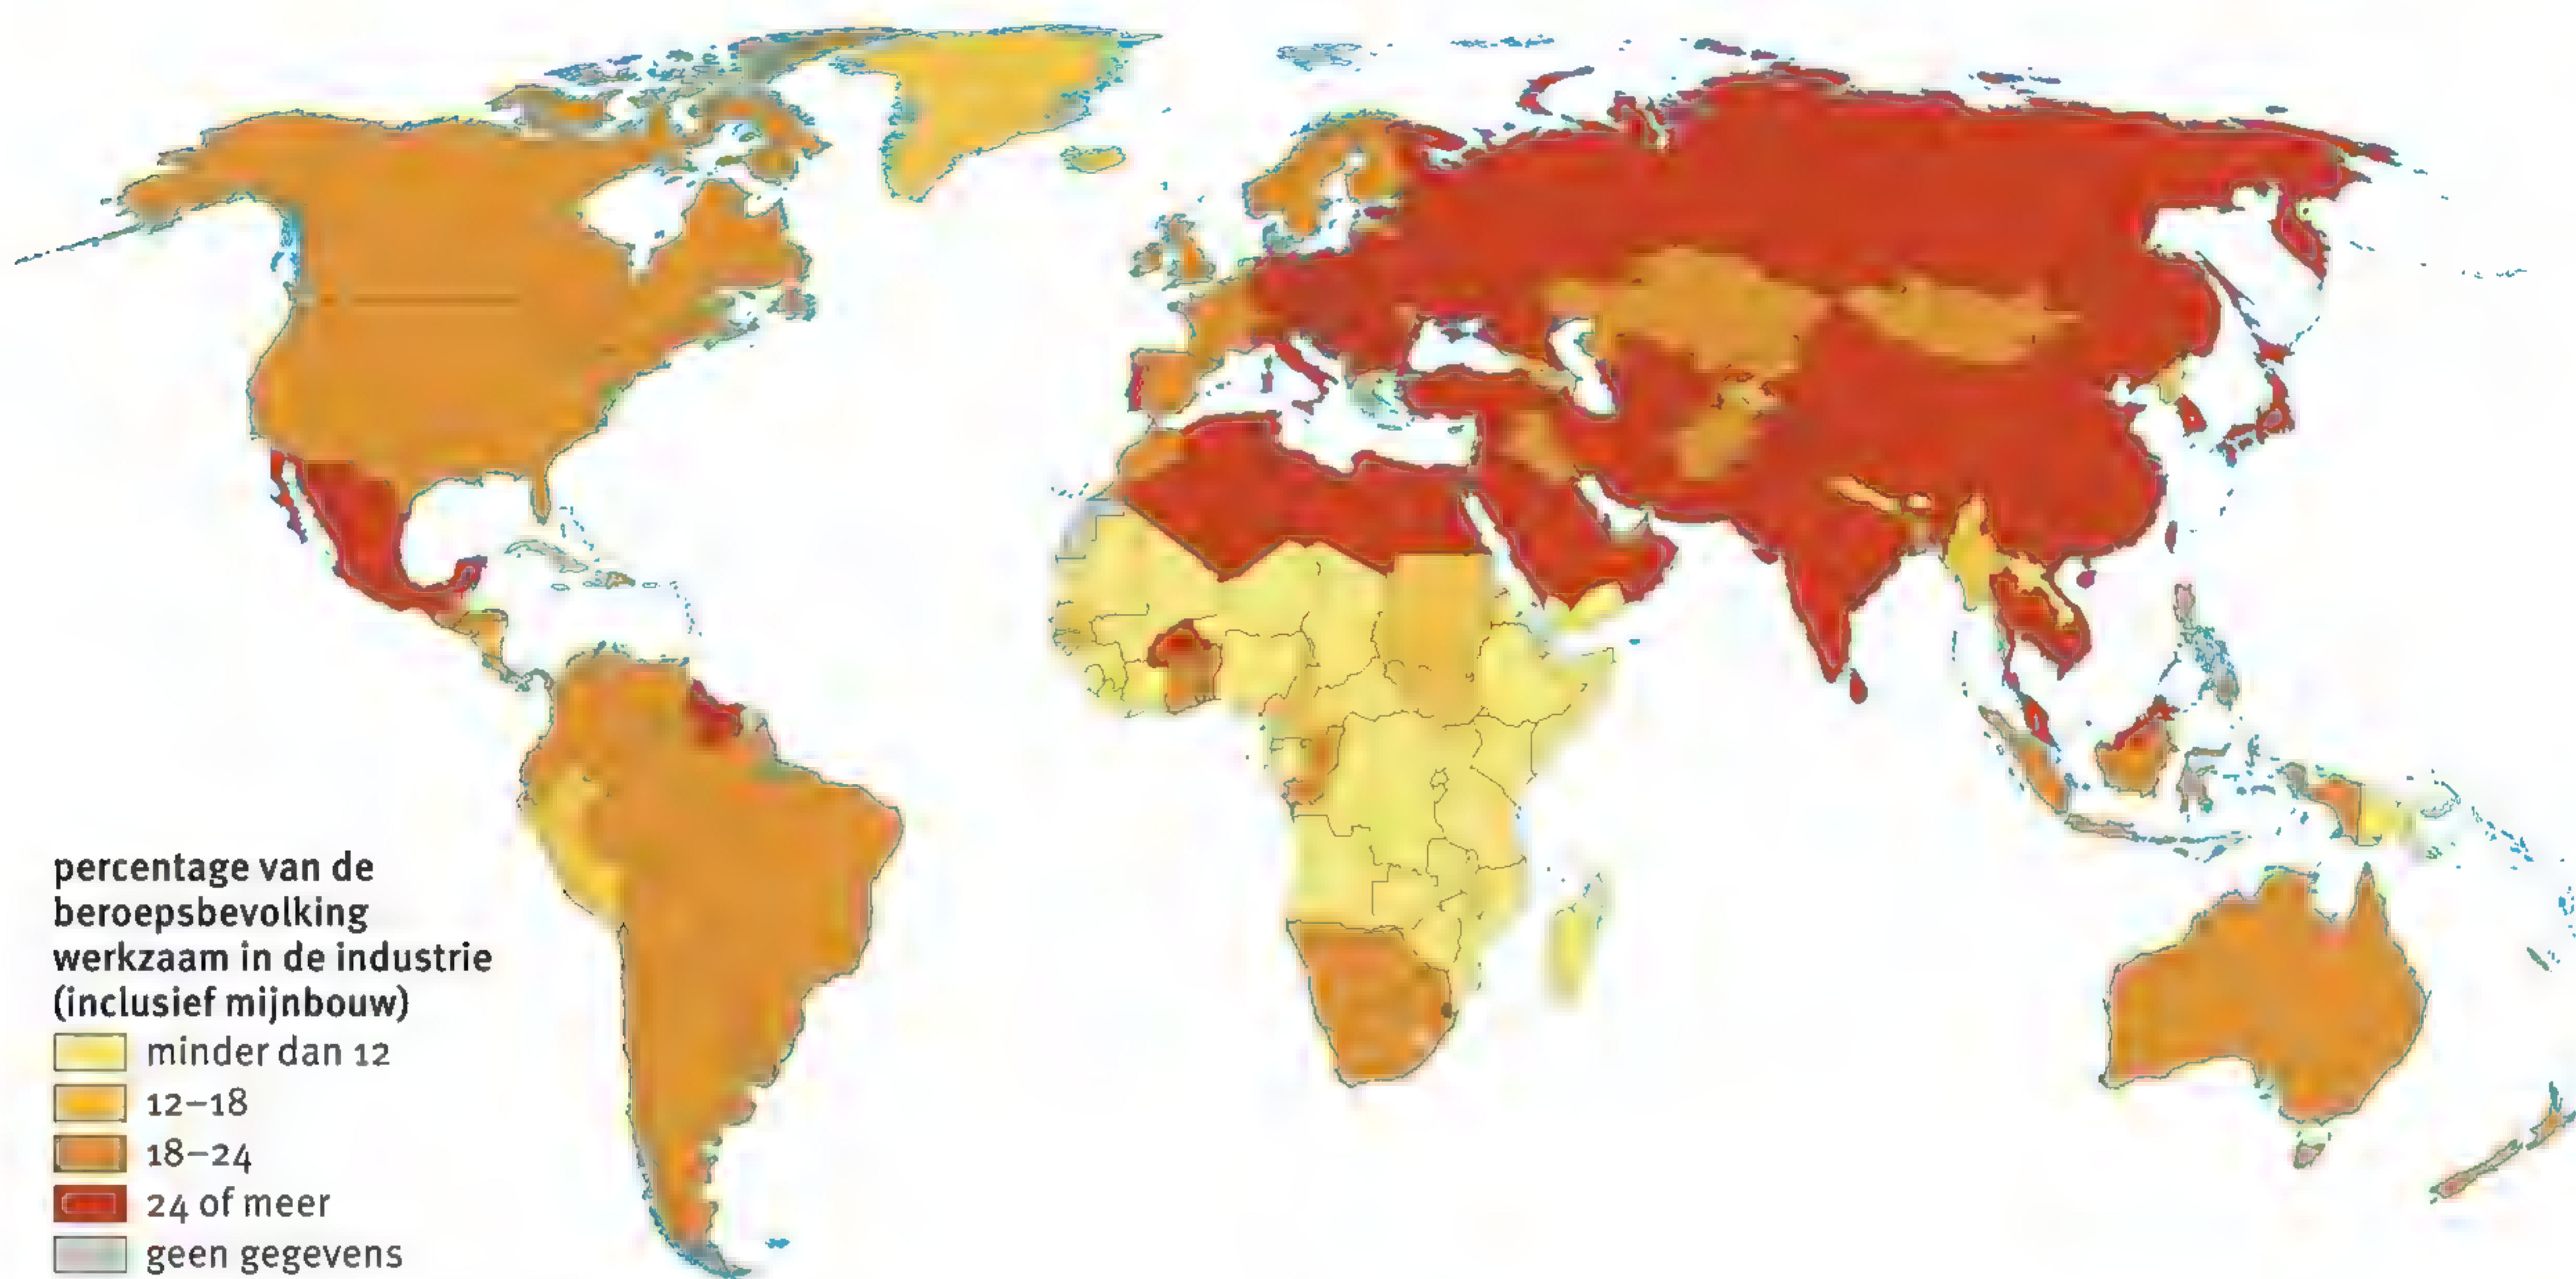 percentage van de
beroepsbevolking
werkzaam in de industrie
(inclusief mijnbouw)
minder dan 12
12–18
18–24
24 of meer
geen gegevens